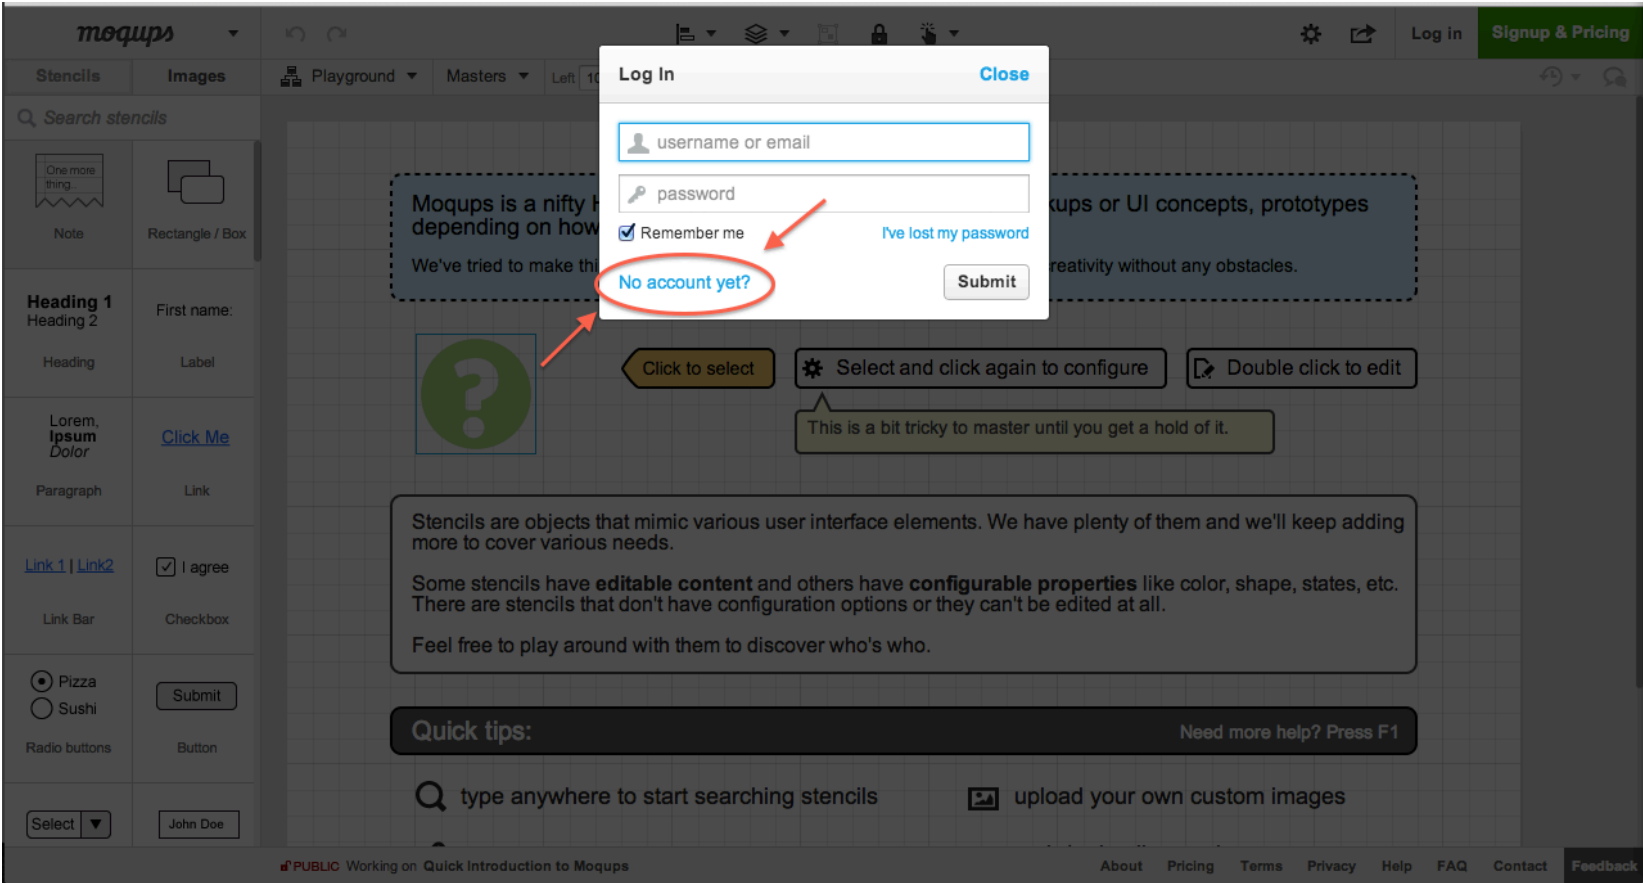 moqups
Log in
Signup & Pricing
Stencils
Images
Playground
Masters
Left
10
Search stencils
Log In
Close
username or email
password
Remember me
I've lost my password
No account yet?
Submit
One more
thing...
Note
Rectangle / Box
Heading 1
Heading 2
Heading
First name:
Label
Lorem,
Ipsum
Dolor
Paragraph
Click Me
Link
Link 1 | Link2
Link Bar
I agree
Checkbox
Pizza
Sushi
Radio buttons
Submit
Button
Select
John Doe
Moqups is a nifty
kups or UI concepts, prototypes
depending on how
We've tried to make thi
reativity without any obstacles.
?
Click to select
Select and click again to configure
Double click to edit
This is a bit tricky to master until you get a hold of it.
Stencils are objects that mimic various user interface elements. We have plenty of them and we'll keep adding
more to cover various needs.
Some stencils have editable content and others have configurable properties like color, shape, states, etc.
There are stencils that don't have configuration options or they can't be edited at all.
Feel free to play around with them to discover who's who.
Quick tips:
Need more help? Press F1
type anywhere to start searching stencils
upload your own custom images
PUBLIC Working on Quick Introduction to Moqups
About
Pricing
Terms
Privacy
Help
FAQ
Contact
Feedback